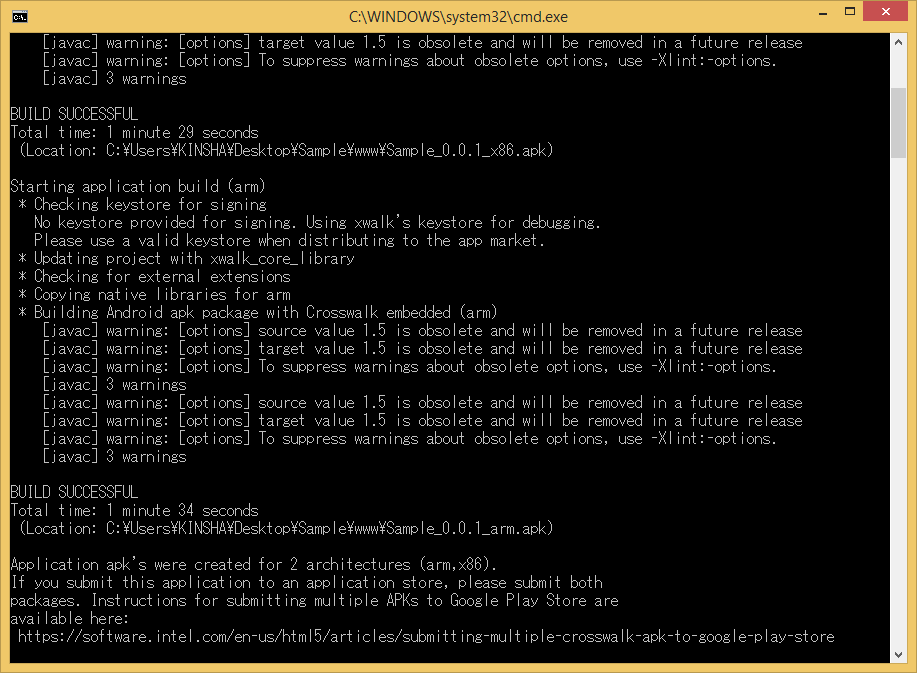 C:\WINDOWS\system32\cmd.exe
[javac] warning: [options] target value 1.5 is obsolete and will be removed in a future release
[javac] warning: [options] To suppress warnings about obsolete options, use -Xlint:-options.
[javac] 3 warnings
BUILD SUCCESSFUL
Total time: 1 minute 29 seconds
(Location: C:¥Users¥KINSHA¥Desktop¥Sample¥www¥Sample_0.0.1_x86.apk)
Starting application build (arm)
* Checking keystore for signing
No keystore provided for signing. Using xwalk's keystore for debugging.
Please use a valid keystore when distributing to the app market.
* Updating project with xwalk_core_library
* Checking for external extensions
* Copying native libraries for arm
* Building Android apk package with Crosswalk embedded (arm)
[javac] warning: [options] source value 1.5 is obsolete and will be removed in a future release
[javac] warning: [options] target value 1.5 is obsolete and will be removed in a future release
[javac] warning: [options] To suppress warnings about obsolete options, use -Xlint:-options.
[javac] 3 warnings
[javac] warning: [options] source value 1.5 is obsolete and will be removed in a future release
[javac] warning: [options] target value 1.5 is obsolete and will be removed in a future release
[javac] warning: [options] To suppress warnings about obsolete options, use -Xlint:-options.
[javac] 3 warnings
BUILD SUCCESSFUL
Total time: 1 minute 34 seconds
(Location: C:¥Users¥KINSHA¥Desktop¥Sample¥www¥Sample_0.0.1_arm.apk)
Application apk's were created for 2 architectures (arm,x86).
If you submit this application to an application store, please submit both
packages. Instructions for submitting multiple APKs to Google Play Store are
available here:
https://software.intel.com/en-us/html5/articles/submitting-multiple-crosswalk-apk-to-google-play-store